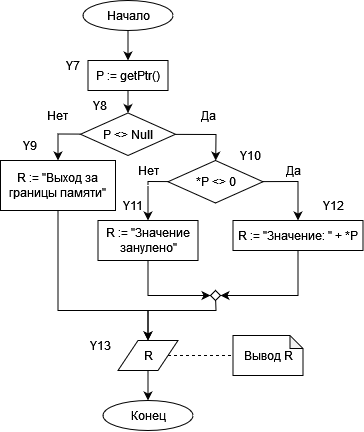 Начало
Y7
P := getPtr()
Y8
Нет
P <> Null
Да
Y9
R := "Выход за
границы памяти"
Y10
Нет
*P <> 0
Да
Y11
R := "Значение
занулено"
Y12
R := "Значение: " + *P
Y13
R
Вывод R
Конец